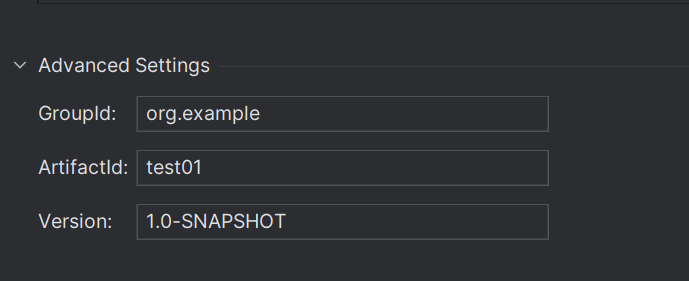 Advanced Settings
GroupId: org.example
ArtifactId: test01
Version: 1.0-SNAPSHOT